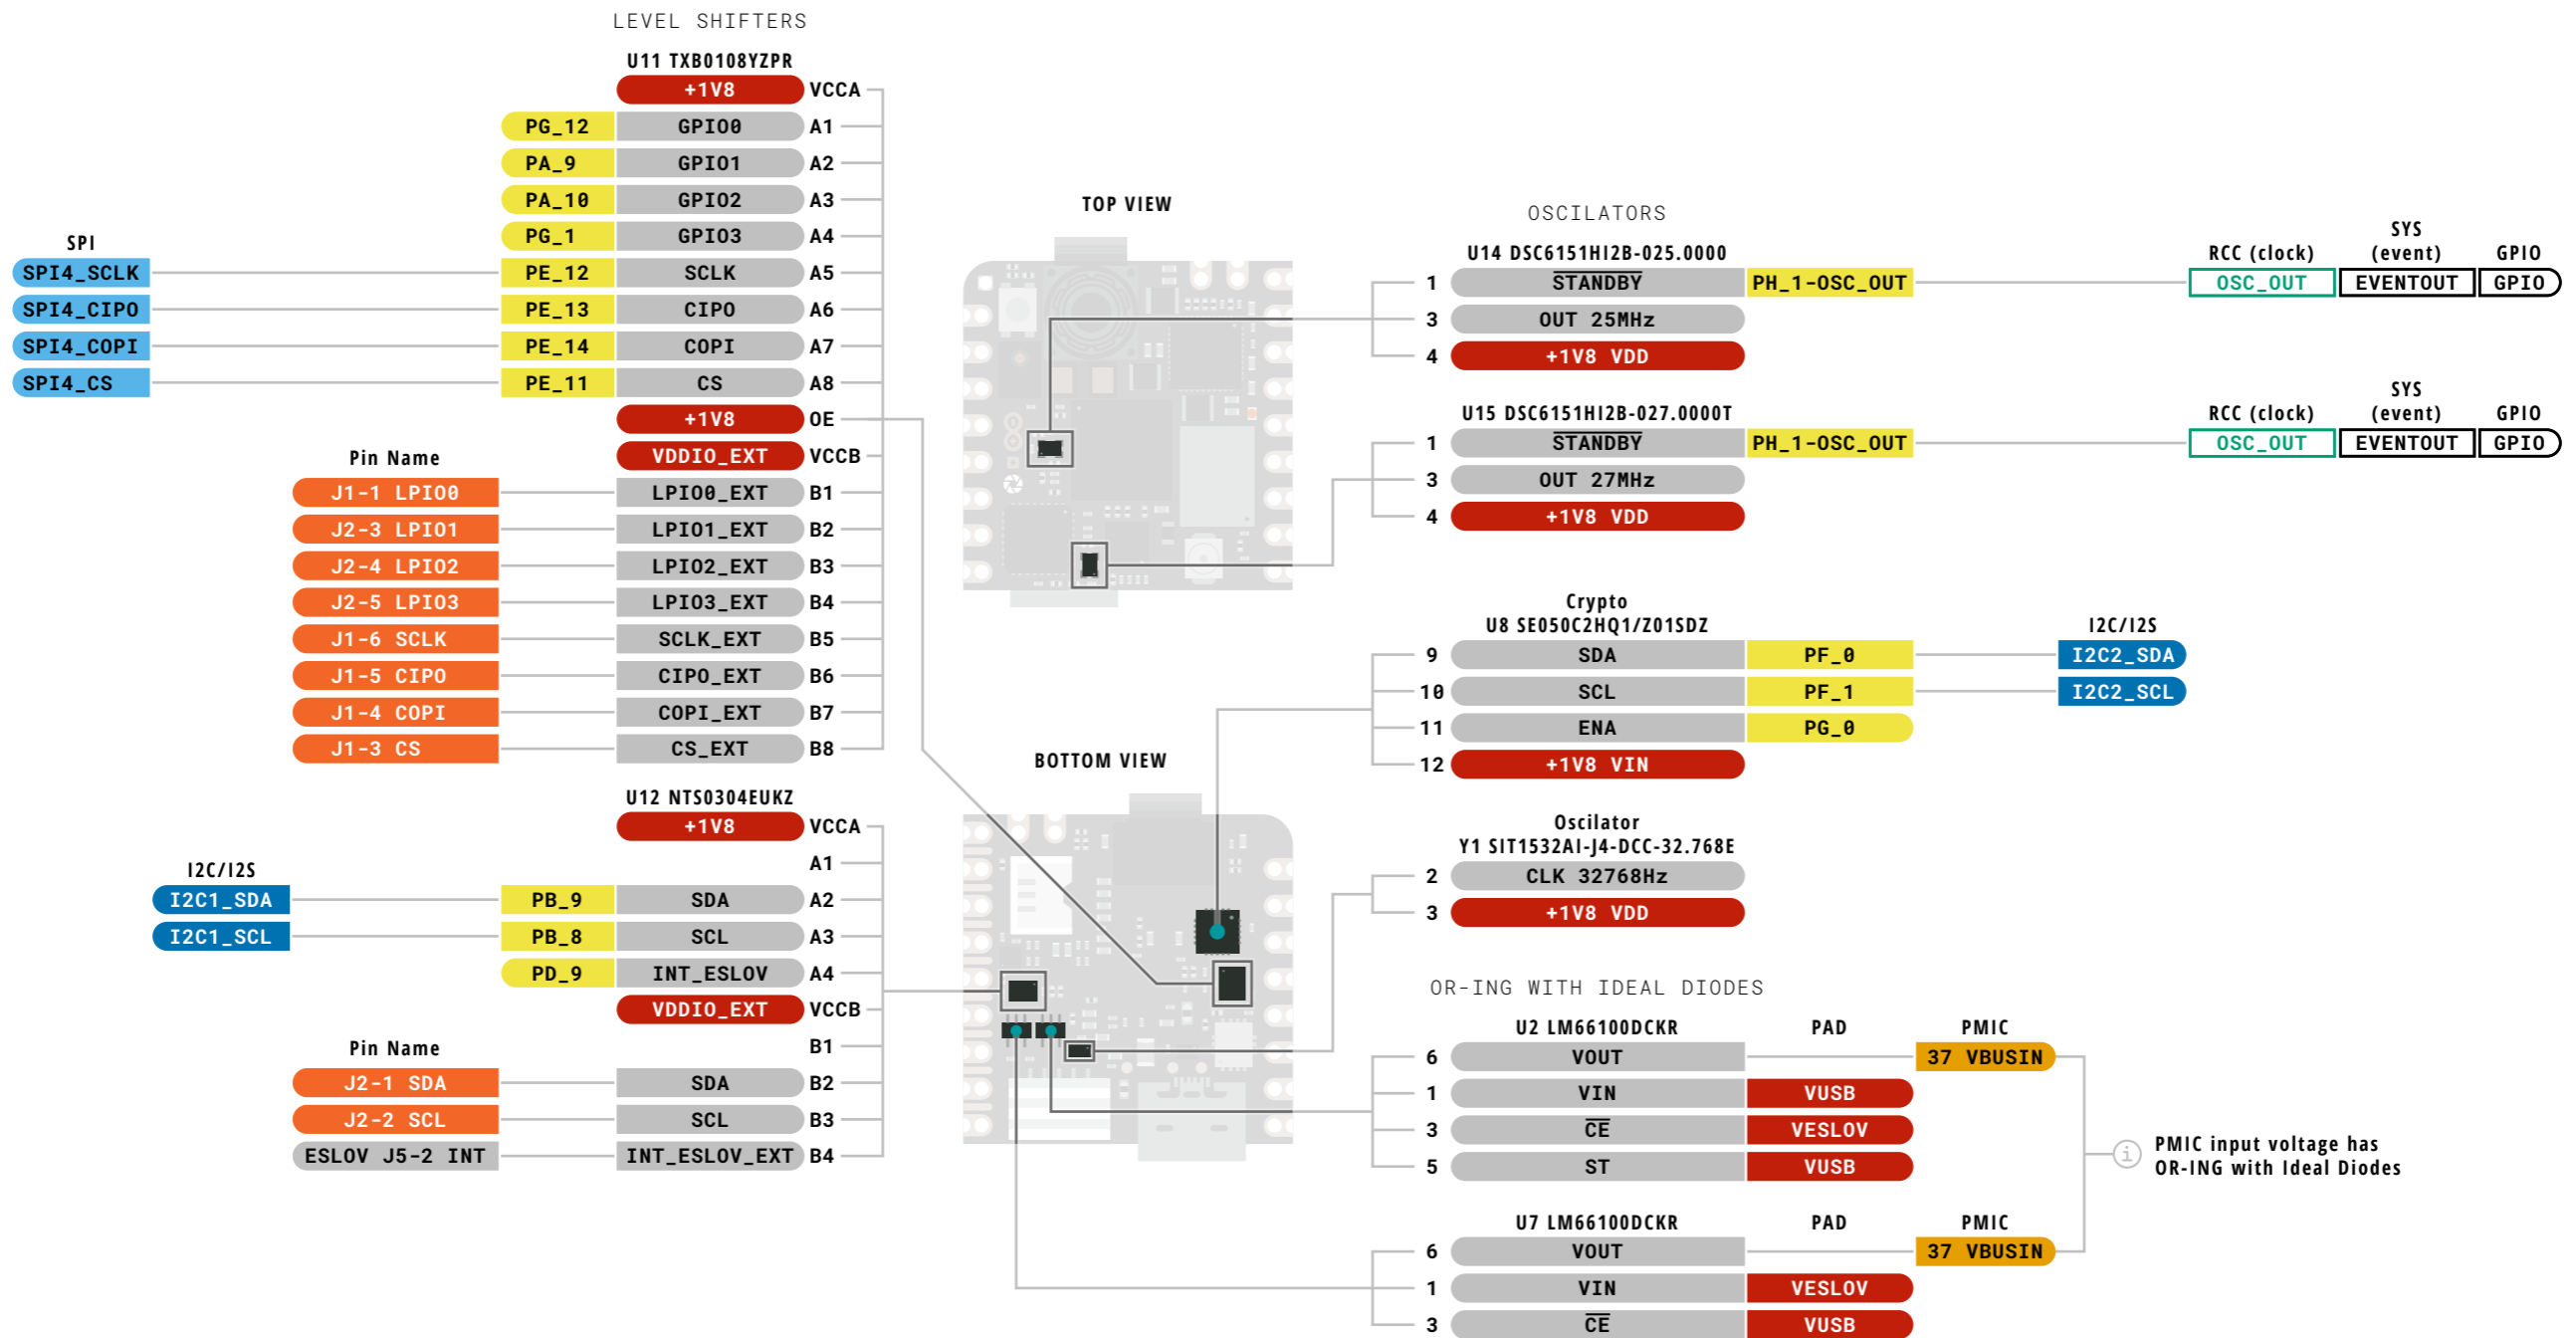 LEVEL SHIFTERS
U11 TXB0108YZPR
+1V8 VCCA
PG_12 GPIO0 A1
PA_9 GPIO1 A2
PA_10 GPIO2 A3
PG_1 GPIO3 A4
SPI
SPI4_SCLK PE_12 SCLK A5
SPI4_CIPO PE_13 CIPO A6
SPI4_COPI PE_14 COPI A7
SPI4_CS PE_11 CS A8
+1V8 OE
VDDIO_EXT VCCB
Pin Name
J1-1 LPIO0 LPIO0_EXT B1
J2-3 LPIO1 LPIO1_EXT B2
J2-4 LPIO2 LPIO2_EXT B3
J2-5 LPIO3 LPIO3_EXT B4
J1-6 SCLK SCLK_EXT B5
J1-5 CIPO CIPO_EXT B6
J1-4 COPI COPI_EXT B7
J1-3 CS CS_EXT B8
U12 NTS0304EUKZ
+1V8 VCCA
A1
I2C/I2S
I2C1_SDA PB_9 SDA A2
I2C1_SCL PB_8 SCL A3
PD_9 INT_ESLOV A4
VDDIO_EXT VCCB
B1
Pin Name
J2-1 SDA SDA B2
J2-2 SCL SCL B3
ESLOV J5-2 INT INT_ESLOV_EXT B4
TOP VIEW
BOTTOM VIEW
OSCILATORS
U14 DSC6151HI2B-025.0000
RCC (clock) SYS (event) GPIO
1 STANDBY PH_1-OSC_OUT OSC_OUT EVENTOUT GPIO
3 OUT 25MHz
4 +1V8 VDD
U15 DSC6151HI2B-027.0000T
RCC (clock) SYS (event) GPIO
1 STANDBY PH_1-OSC_OUT OSC_OUT EVENTOUT GPIO
3 OUT 27MHz
4 +1V8 VDD
Crypto
U8 SE050C2HQ1/Z01SDZ I2C/I2S
9 SDA PF_0 I2C2_SDA
10 SCL PF_1 I2C2_SCL
11 ENA PG_0
12 +1V8 VIN
Oscilator
Y1 SIT1532AI-J4-DCC-32.768E
2 CLK 32768Hz
3 +1V8 VDD
OR-ING WITH IDEAL DIODES
U2 LM66100DCKR PAD PMIC
6 VOUT 37 VBUSIN
1 VIN VUSB
3 CE VESLOV
5 ST VUSB
PMIC input voltage has
OR-ING with Ideal Diodes
U7 LM66100DCKR PAD PMIC
6 VOUT 37 VBUSIN
1 VIN VESLOV
3 CE VUSB